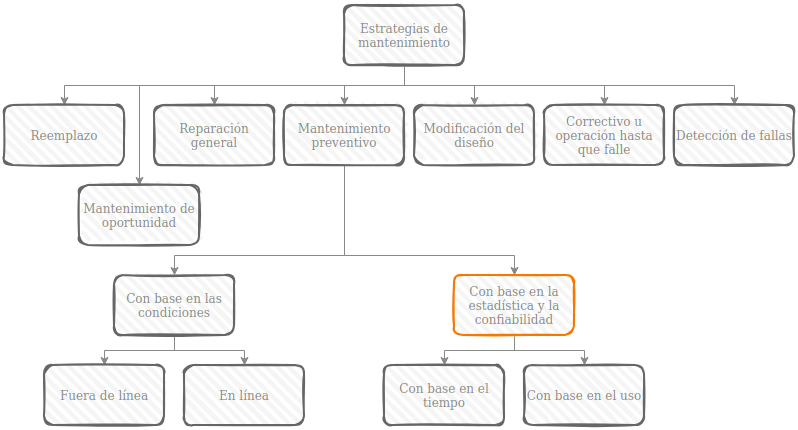 Estrategias de
mantenimiento
Reemplazo
Reparación
general
Mantenimiento
preventivo
Modificación del
diseño
Correctivo u
operación hasta
que falle
Detección de fallas
Mantenimiento de
oportunidad
Con base en las
condiciones
Con base en la
estadística y la
confiabilidad
Fuera de línea
En línea
Con base en el
tiempo
Con base en el uso